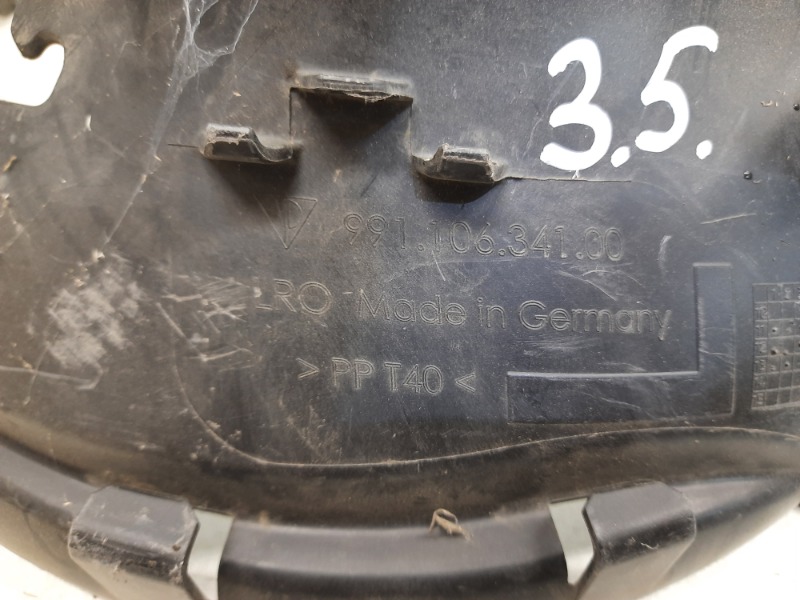 3.5.
991.106.341.00
LRO Made in Germany
> PP T40 <